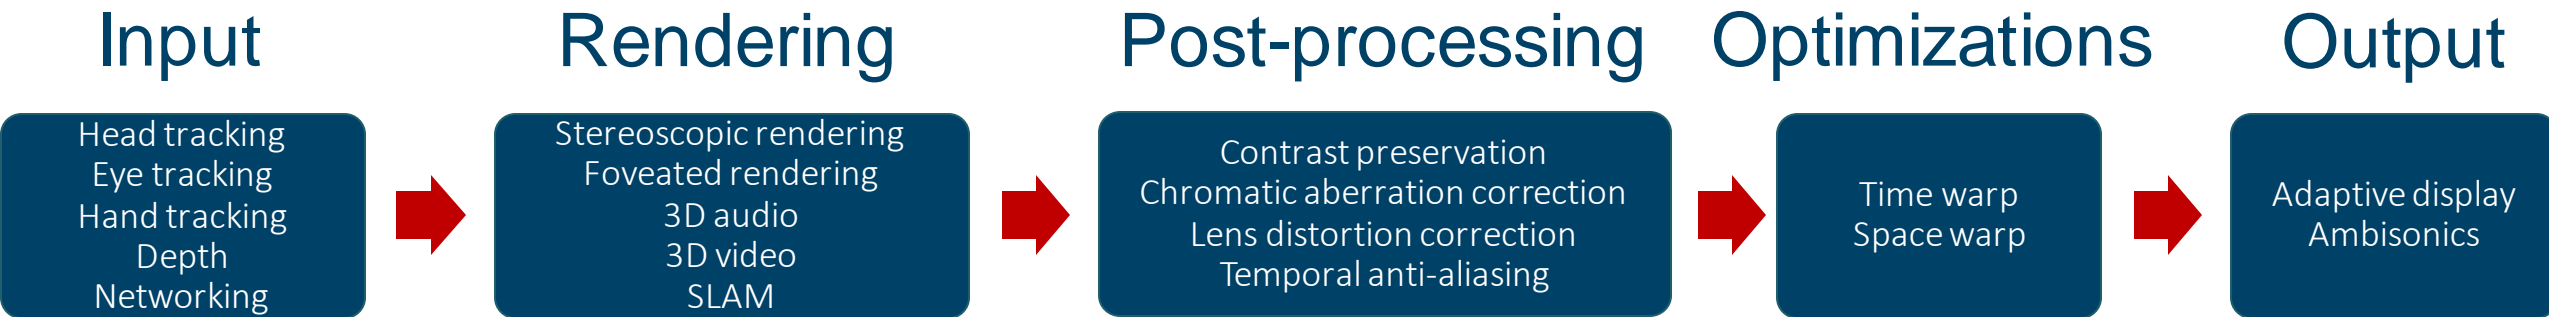 Input
Head tracking
Eye tracking
Hand tracking
Depth
Networking
Rendering
Stereoscopic rendering
Foveated rendering
3D audio
3D video
SLAM
Post-processing
Contrast preservation
Chromatic aberration correction
Lens distortion correction
Temporal anti-aliasing
Optimizations
Time warp
Space warp
Output
Adaptive display
Ambisonics